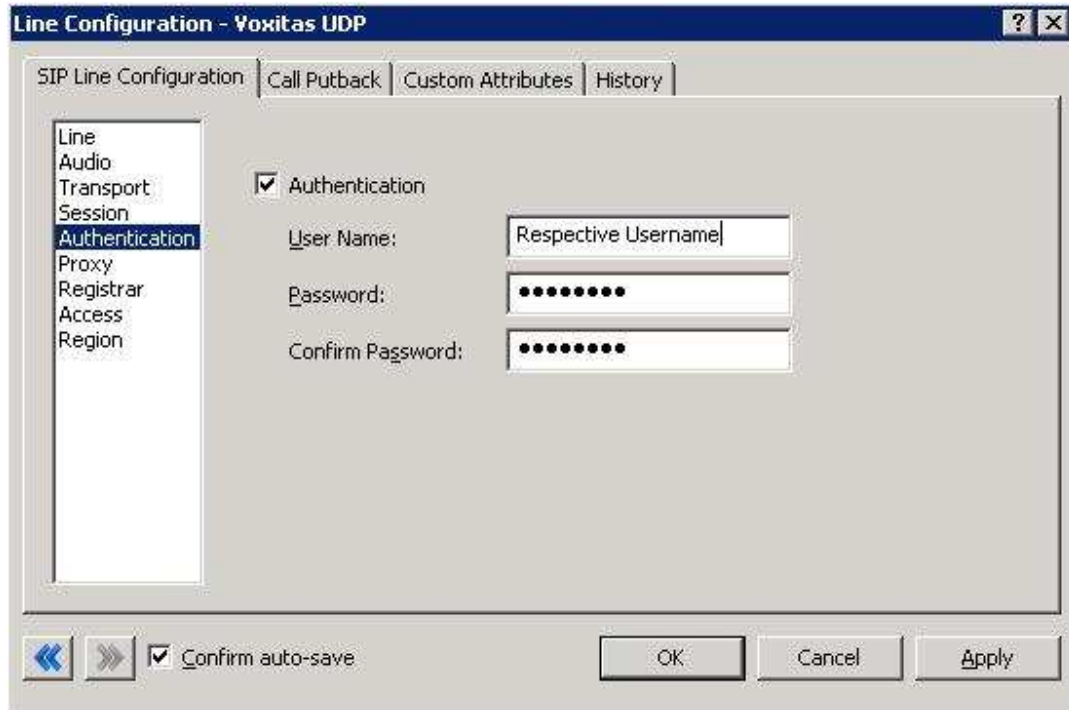 Line Configuration - Voxitas UDP
SIP Line Configuration
Call Putback
Custom Attributes
History
Line
Audio
Transport
Session
Authentication
Proxy
Registrar
Access
Region
Authentication
User Name:
Respective Username
Password:
••••••••
Confirm Password:
••••••••
Confirm auto-save
OK
Cancel
Apply